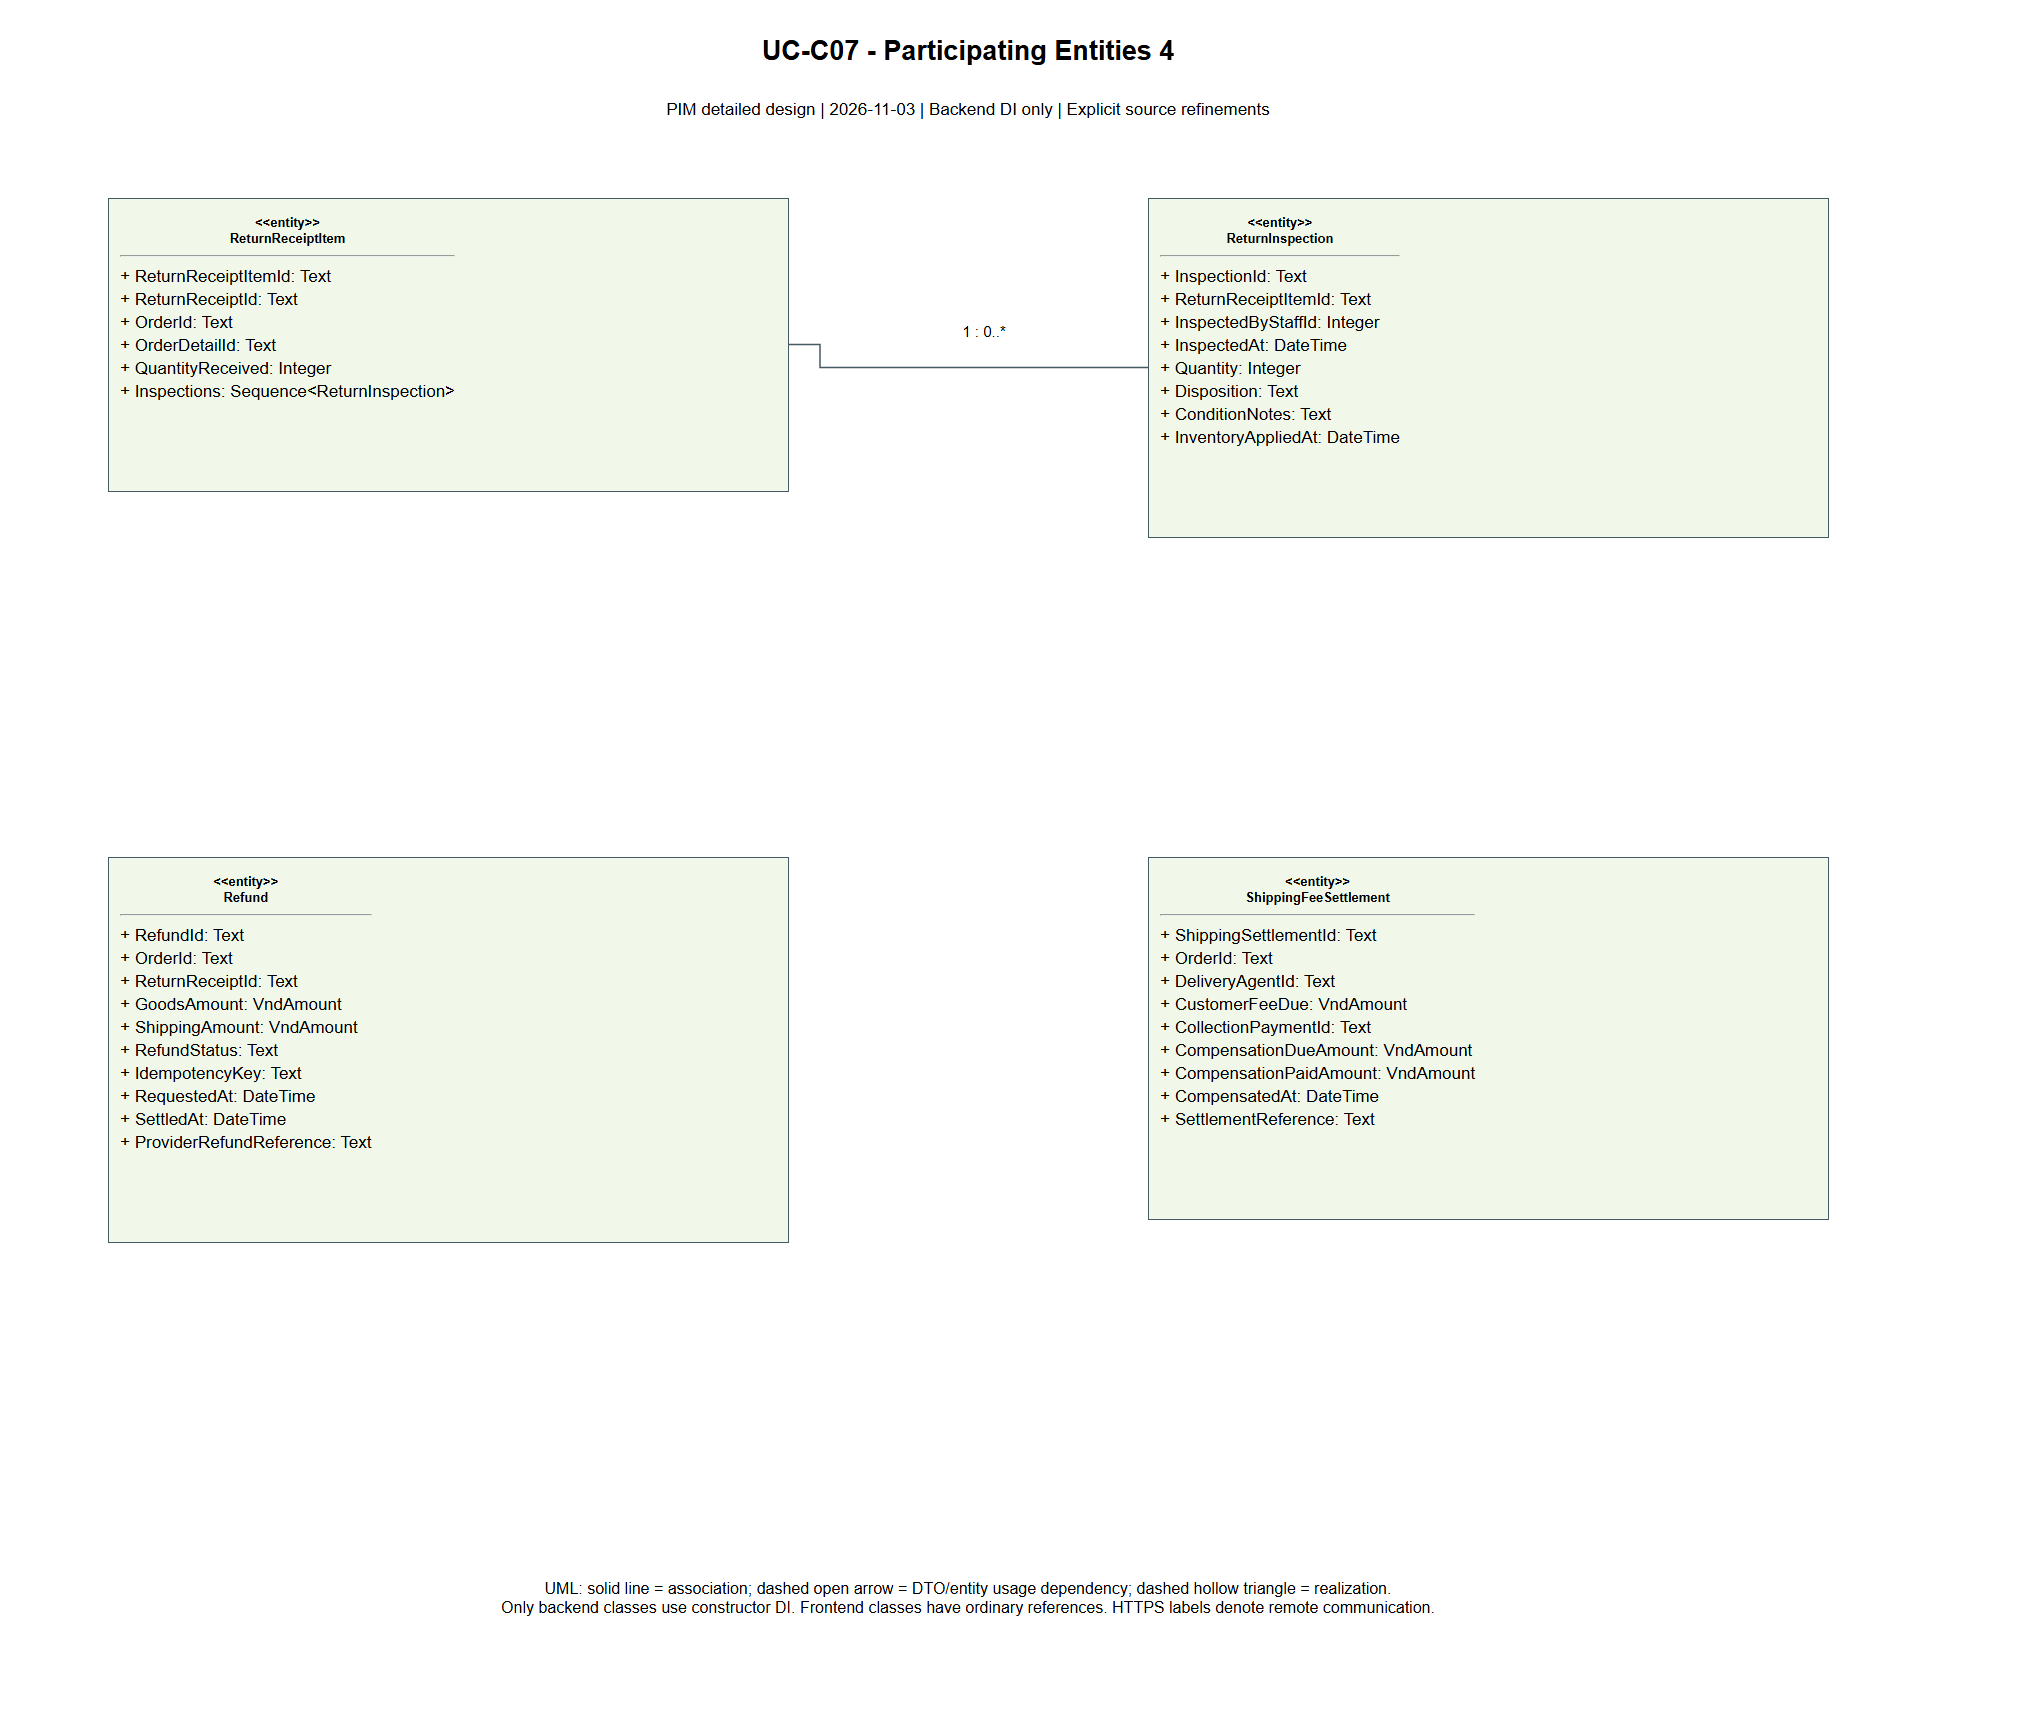 UC-C07 - Participating Entities 4
PIM detailed design | 2026-11-03 | Backend DI only | Explicit source refinements
<<entity>>
ReturnReceiptItem
+ ReturnReceiptItemId: Text
+ ReturnReceiptId: Text
+ OrderId: Text
+ OrderDetailId: Text
+ QuantityReceived: Integer
+ Inspections: Sequence<ReturnInspection>
1 : 0..*
<<entity>>
ReturnInspection
+ InspectionId: Text
+ ReturnReceiptItemId: Text
+ InspectedByStaffId: Integer
+ InspectedAt: DateTime
+ Quantity: Integer
+ Disposition: Text
+ ConditionNotes: Text
+ InventoryAppliedAt: DateTime
<<entity>>
Refund
+ RefundId: Text
+ OrderId: Text
+ ReturnReceiptId: Text
+ GoodsAmount: VndAmount
+ ShippingAmount: VndAmount
+ RefundStatus: Text
+ IdempotencyKey: Text
+ RequestedAt: DateTime
+ SettledAt: DateTime
+ ProviderRefundReference: Text
<<entity>>
ShippingFeeSettlement
+ ShippingSettlementId: Text
+ OrderId: Text
+ DeliveryAgentId: Text
+ CustomerFeeDue: VndAmount
+ CollectionPaymentId: Text
+ CompensationDueAmount: VndAmount
+ CompensationPaidAmount: VndAmount
+ CompensatedAt: DateTime
+ SettlementReference: Text
UML: solid line = association; dashed open arrow = DTO/entity usage dependency; dashed hollow triangle = realization.
Only backend classes use constructor DI. Frontend classes have ordinary references. HTTPS labels denote remote communication.